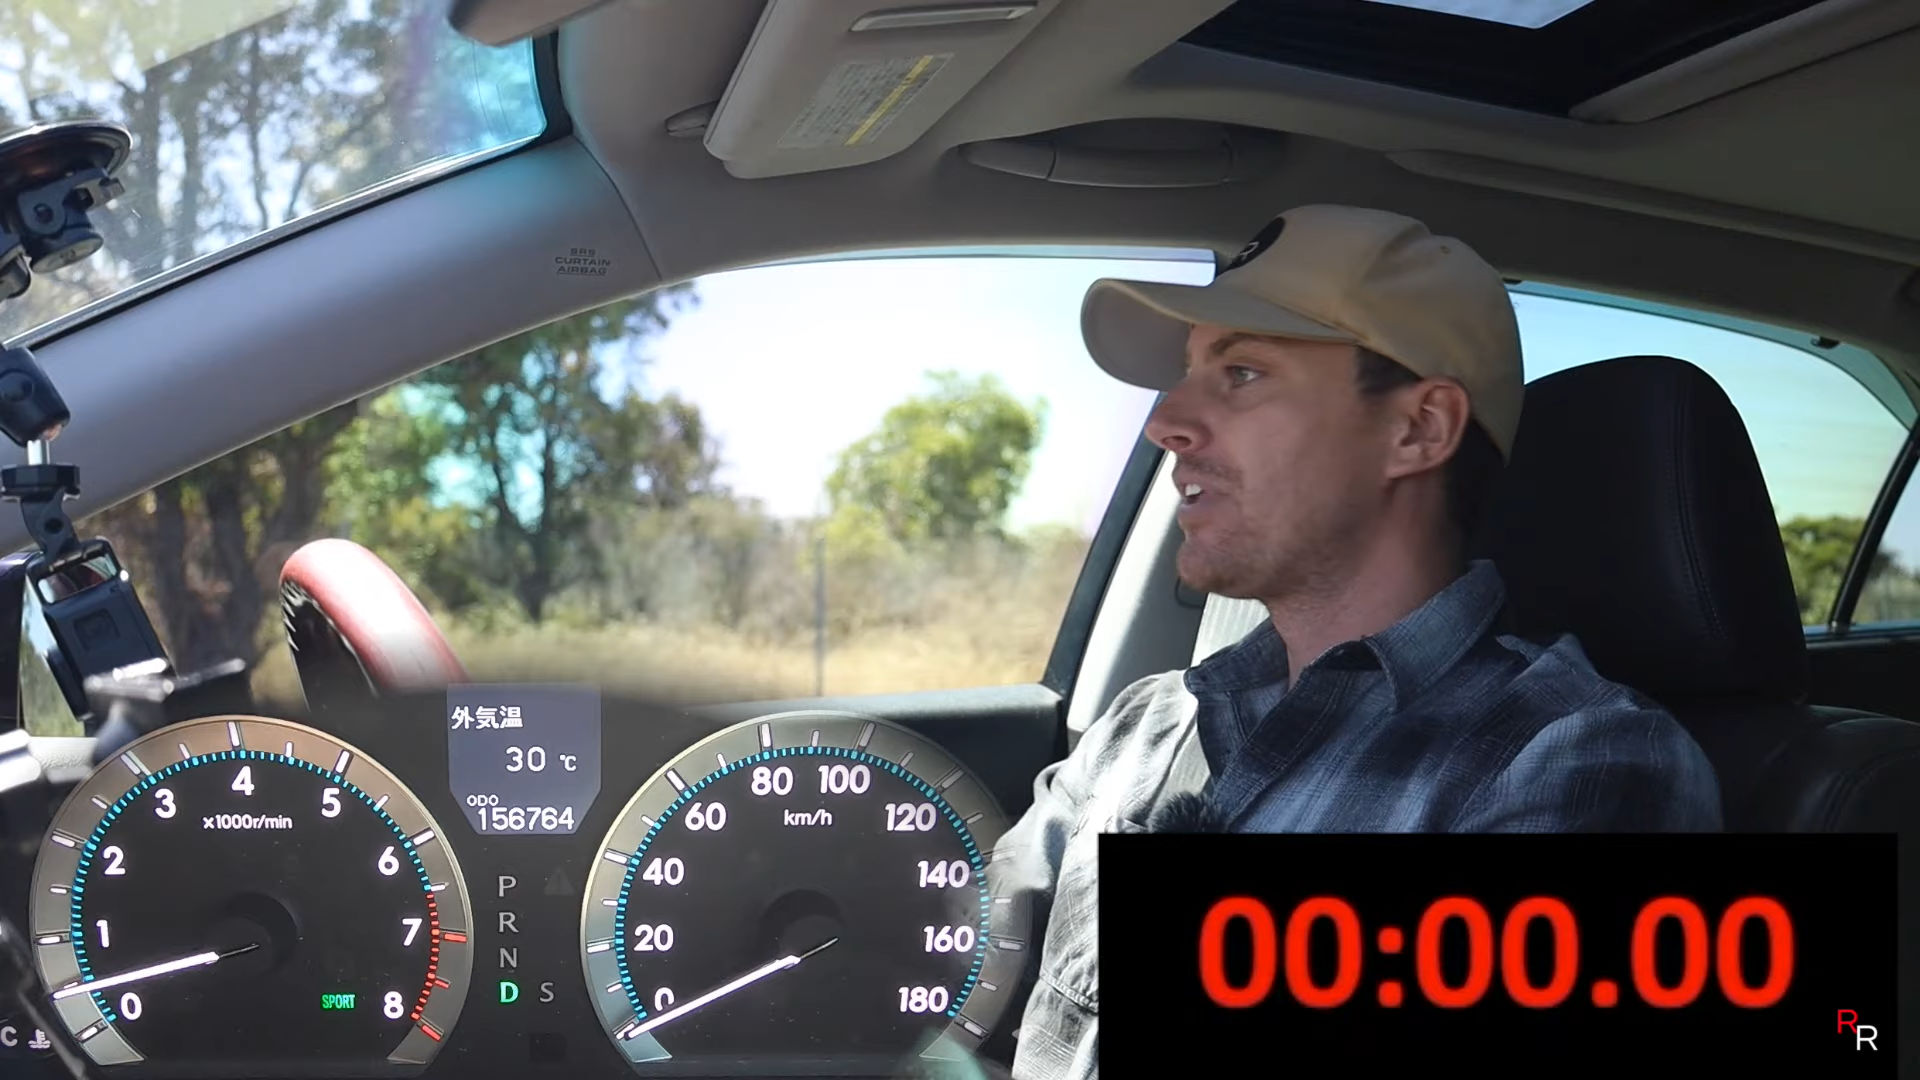 SRS
CURTAIN
AIRBAG
外気温
30 ℃
ODO
156764
0
1
2
3
4
5
6
7
8
x1000r/min
SPORT
P
R
N
D S
0
20
40
60
80
100
120
140
160
180
km/h
C
00:00.00
RR